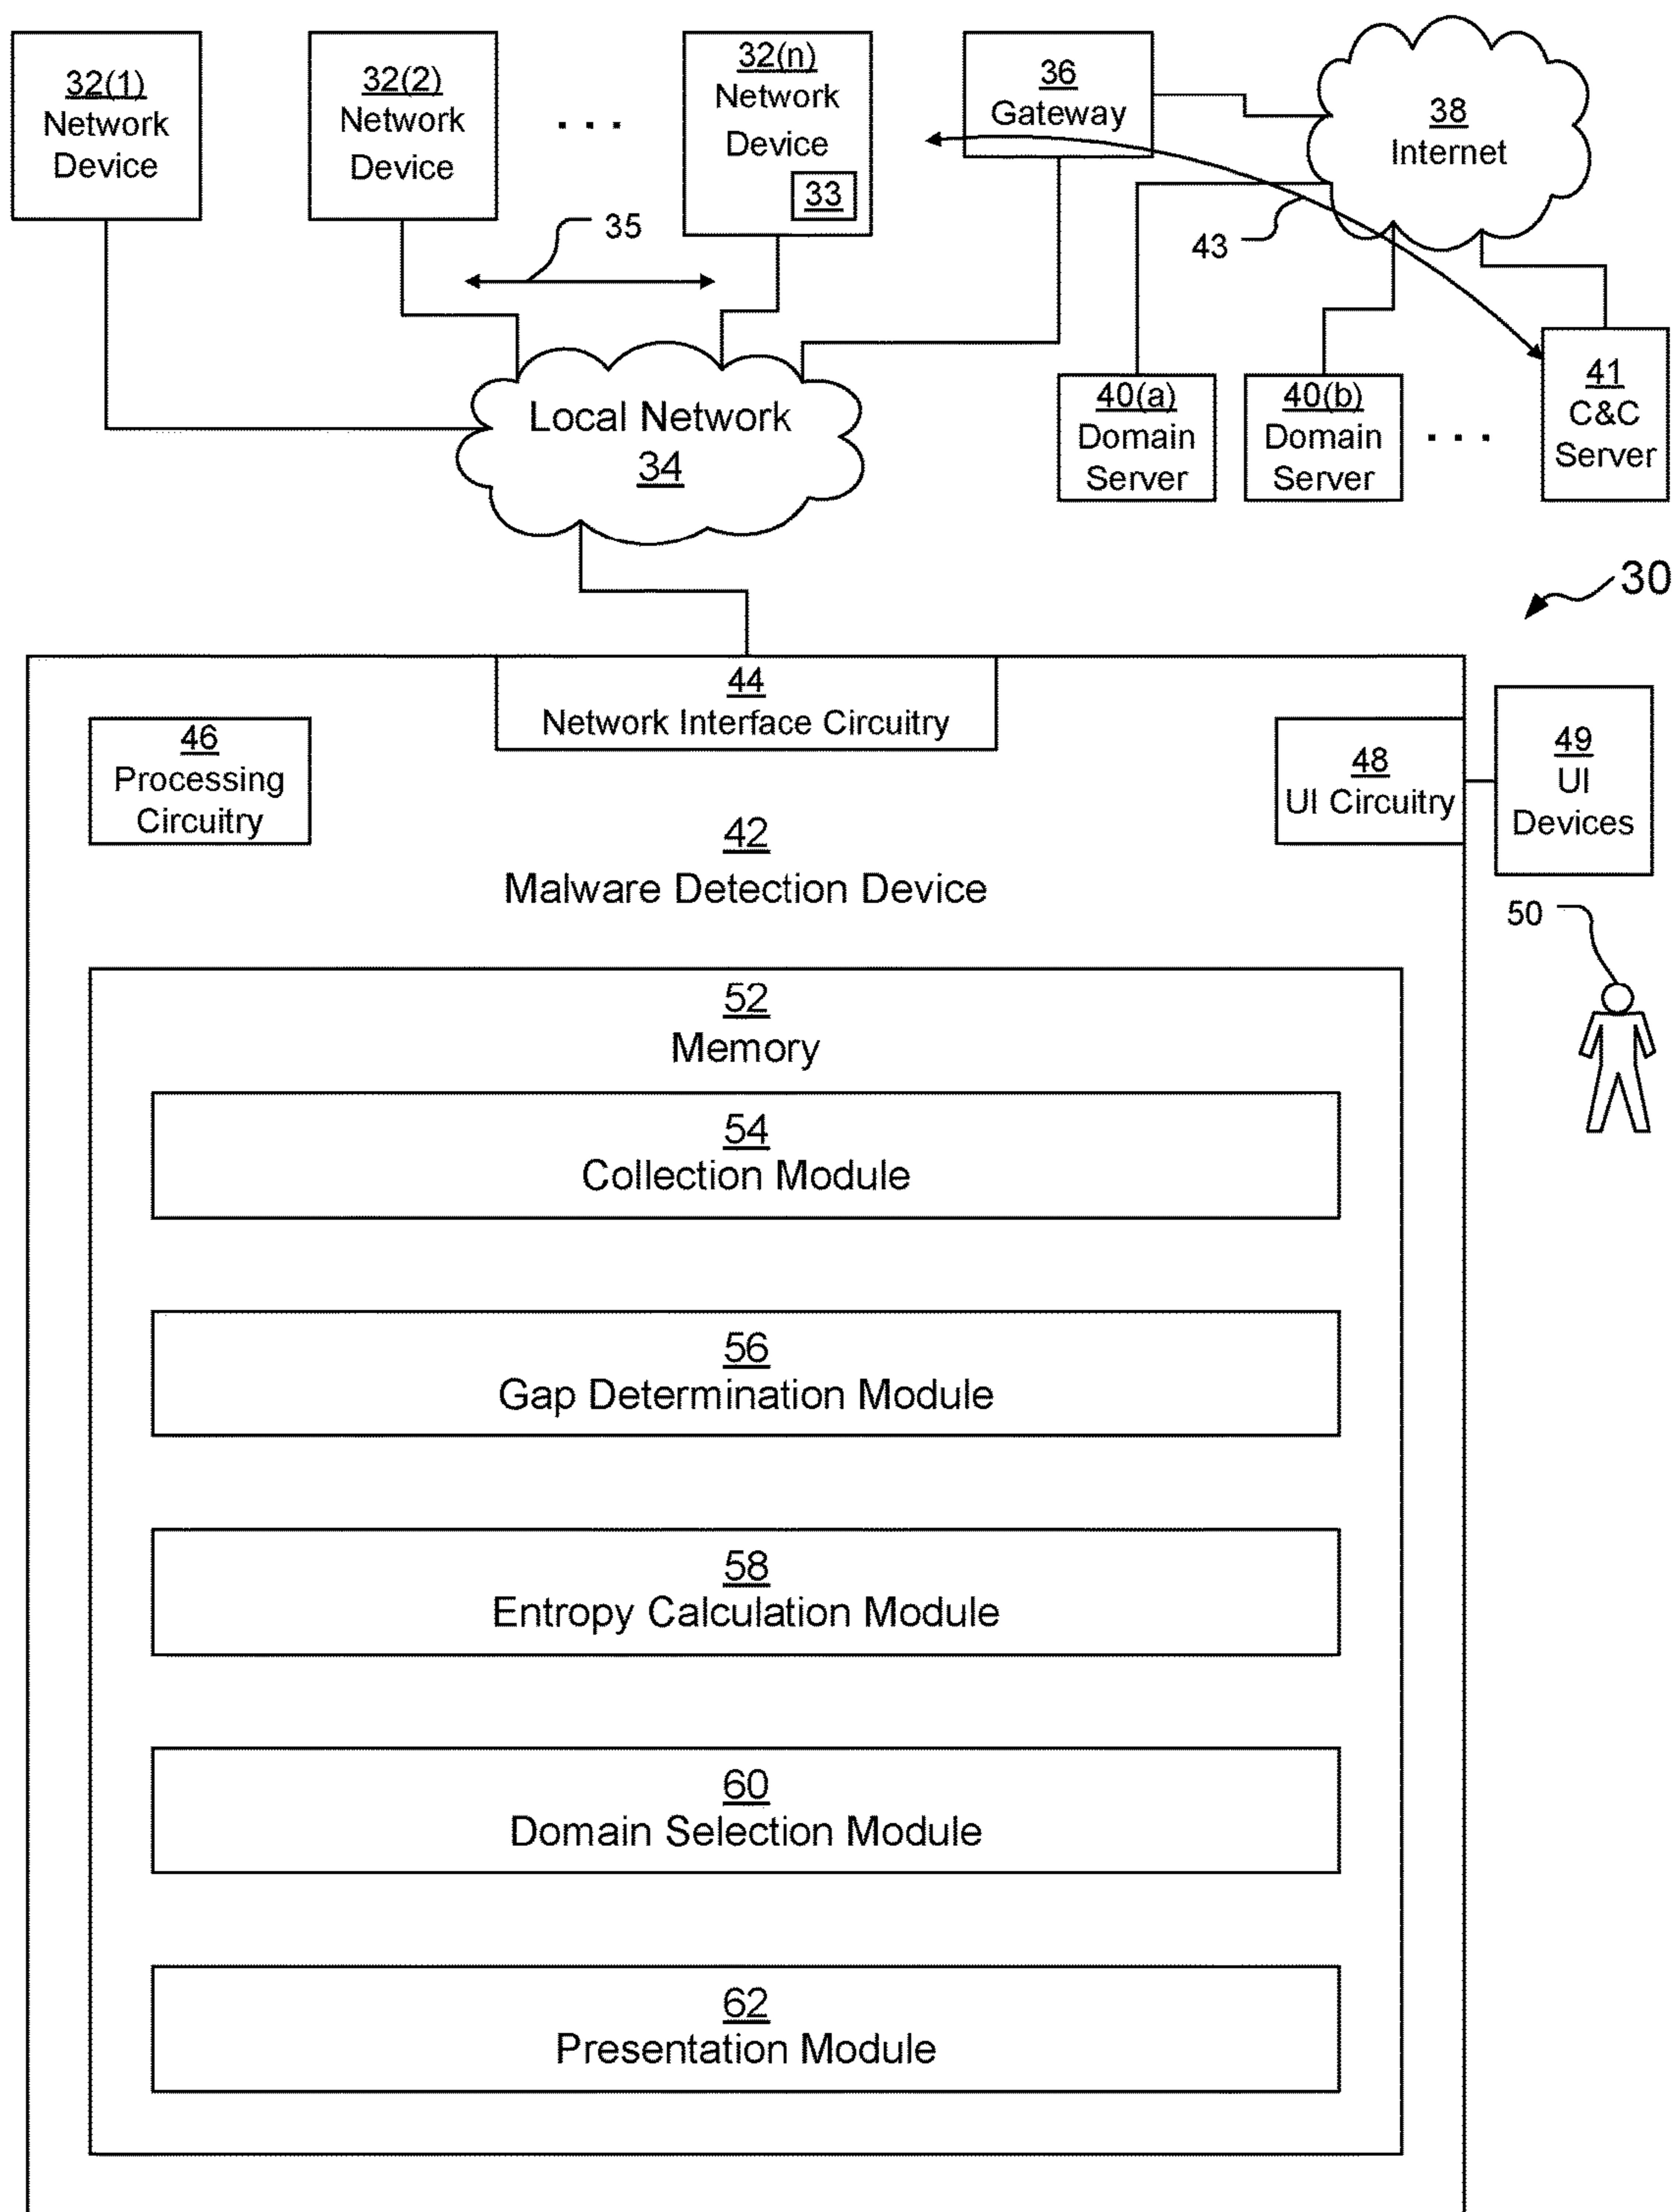 32(1)
Network
Device
32(2)
Network
Device
...
32(n)
Network
Device
33
36
Gateway
38
Internet
35
43
40(a)
Domain
Server
40(b)
Domain
Server
...
41
C&C
Server
Local Network
34
30
44
Network Interface Circuitry
46
Processing
Circuitry
48
UI Circuitry
49
UI
Devices
42
Malware Detection Device
50
52
Memory
54
Collection Module
56
Gap Determination Module
58
Entropy Calculation Module
60
Domain Selection Module
62
Presentation Module